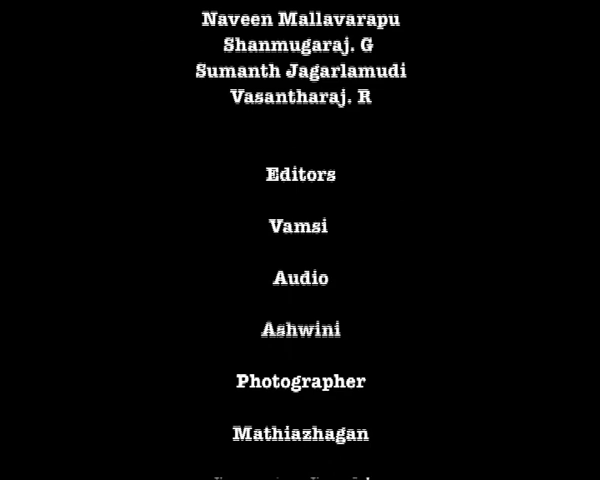 Naveen Mallavarapu
Shanmugaraj. G
Sumanth Jagarlamudi
Vasantharaj. R
Editors
Vamsi
Audio
Ashwini
Photographer
Mathiazhagan